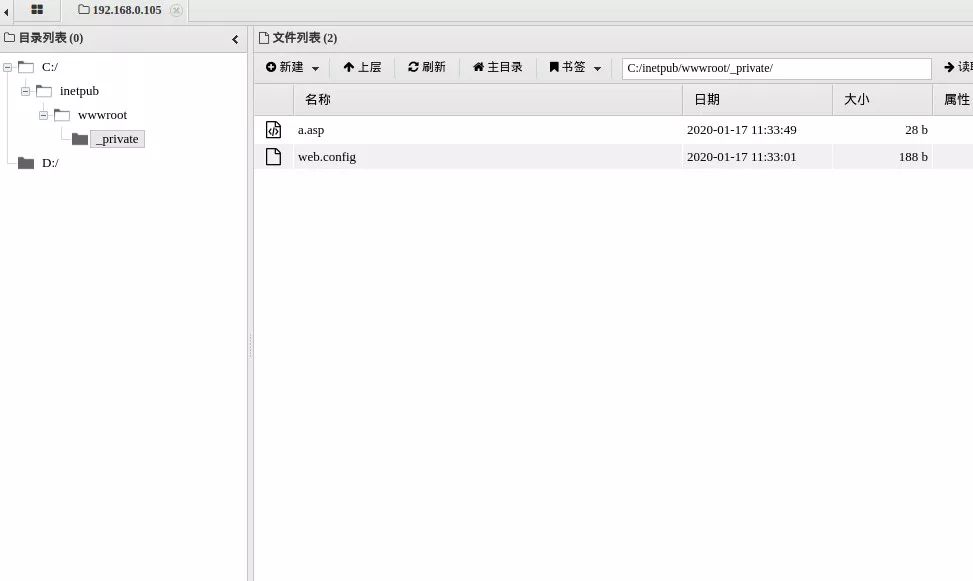 192.168.0.105
目录列表 (0)
文件列表 (2)
新建 上层 刷新 主目录 书签 C:/inetpub/wwwroot/_private/
C:/
inetpub
wwwroot
_private
D:/
名称 日期 大小 属性
a.asp 2020-01-17 11:33:49 28 b
web.config 2020-01-17 11:33:01 188 b